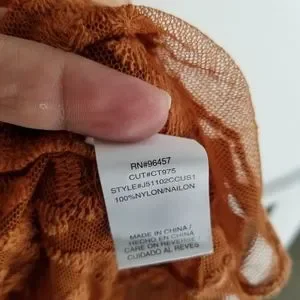 RN#96457
CUT#CT975
STYLE#J51102CCUS1
100%NYLON/NAILON
MADE IN CHINA /
HECHO EN CHINA
CARE ON REVERSE /
CUIDADO AL REVES